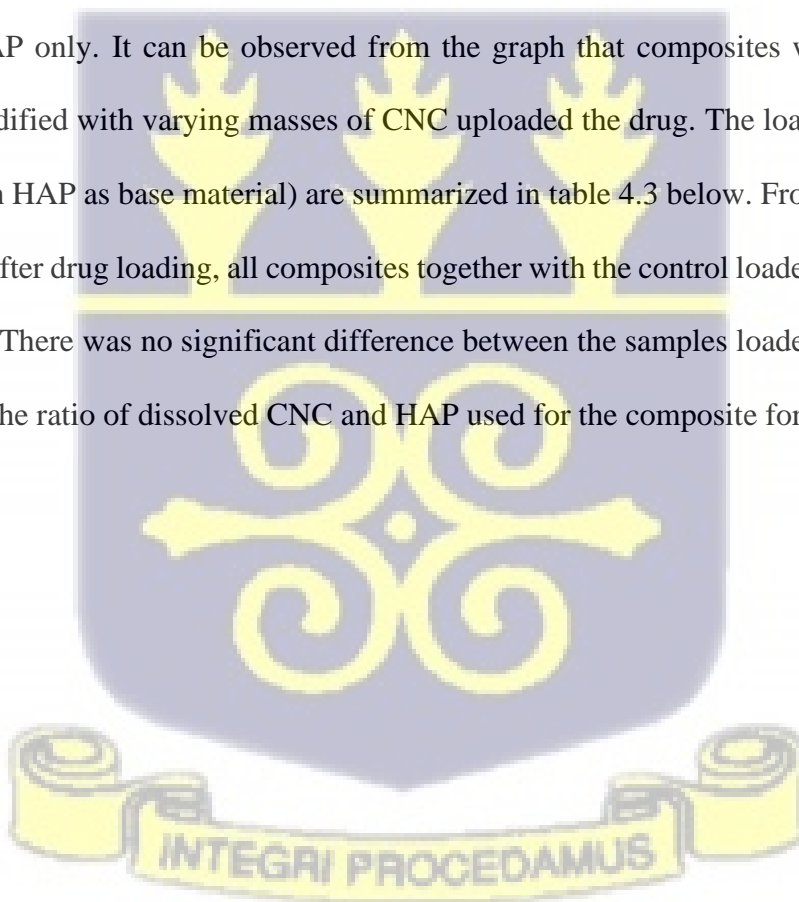 AP only. It can be observed from the graph that composites
dified with varying masses of CNC uploaded the drug. The loa
n HAP as base material) are summarized in table 4.3 below. Fro
fter drug loading, all composites together with the control loade
There was no significant difference between the samples loade
he ratio of dissolved CNC and HAP used for the composite for
INTEGRI PROCEDAMUS